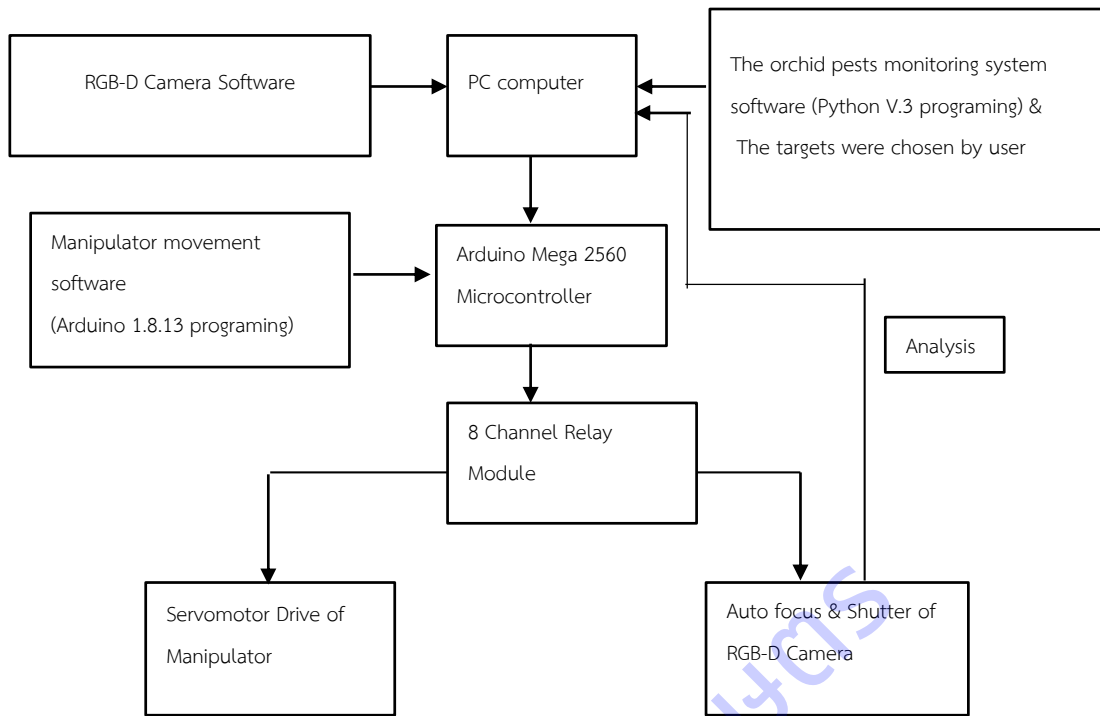 RGB-D Camera Software
PC computer
The orchid pests monitoring system
software (Python V.3 programing) &
The targets were chosen by user
Manipulator movement
software
(Arduino 1.8.13 programing)
Arduino Mega 2560
Microcontroller
Analysis
8 Channel Relay
Module
Servomotor Drive of
Manipulator
Auto focus & Shutter of
RGB-D Camera